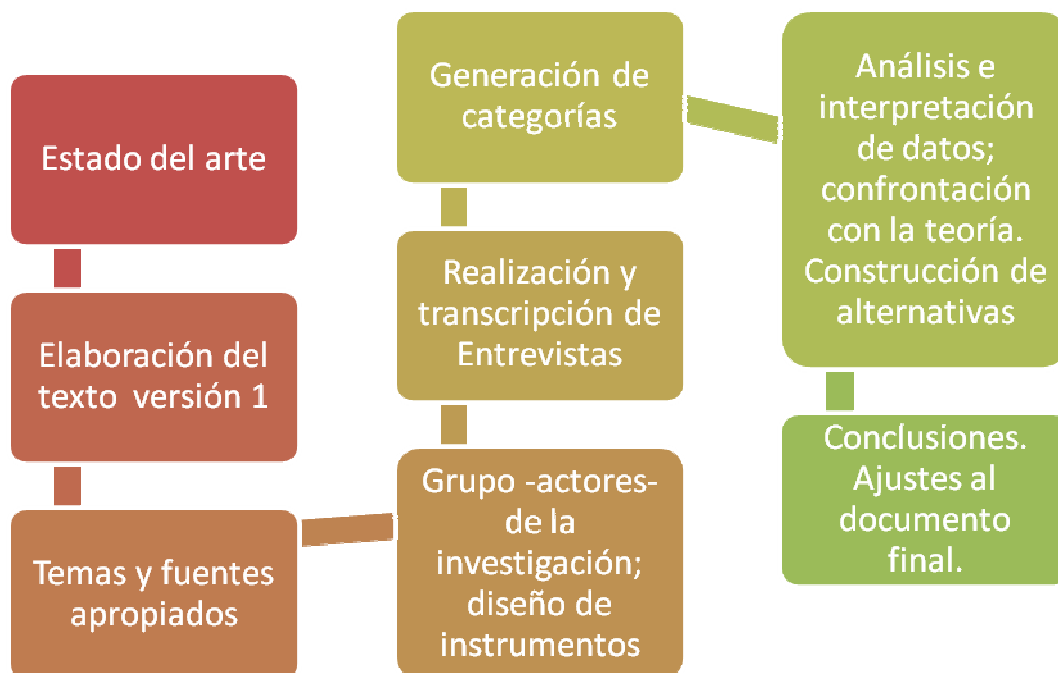 Estado del arte
Elaboración del
texto versión 1
Temas y fuentes
apropiados
Grupo -actores-
de la
investigación;
diseño de
instrumentos
Realización y
transcripción de
Entrevistas
Generación de
categorías
Análisis e
interpretación
de datos;
confrontación
con la teoría.
Construcción de
alternativas
Conclusiones.
Ajustes al
documento
final.